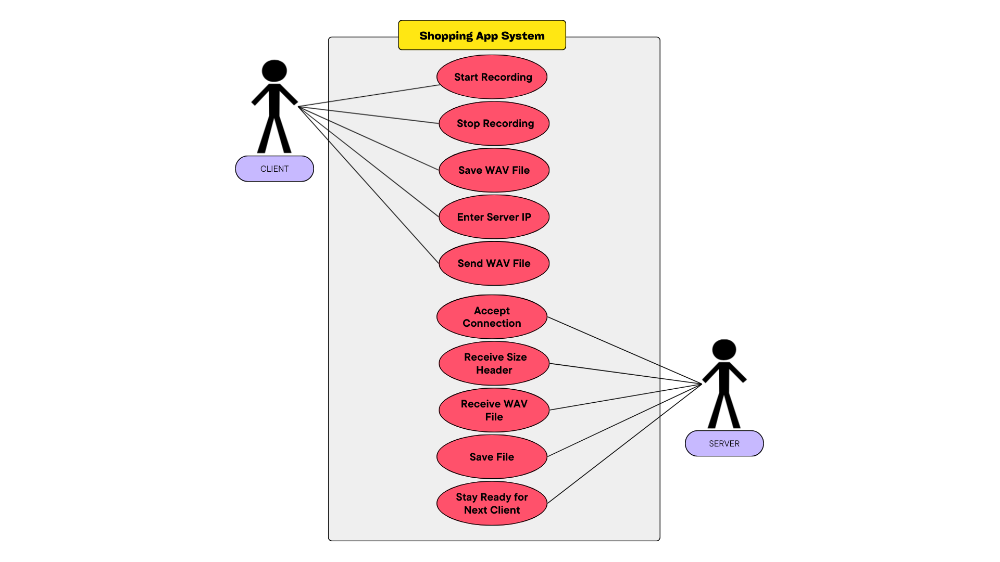 Shopping App System
Start Recording
Stop Recording
Save WAV File
Enter Server IP
Send WAV File
CLIENT
Accept
Connection
Receive Size
Header
Receive WAV
File
Save File
Stay Ready for
Next Client
SERVER